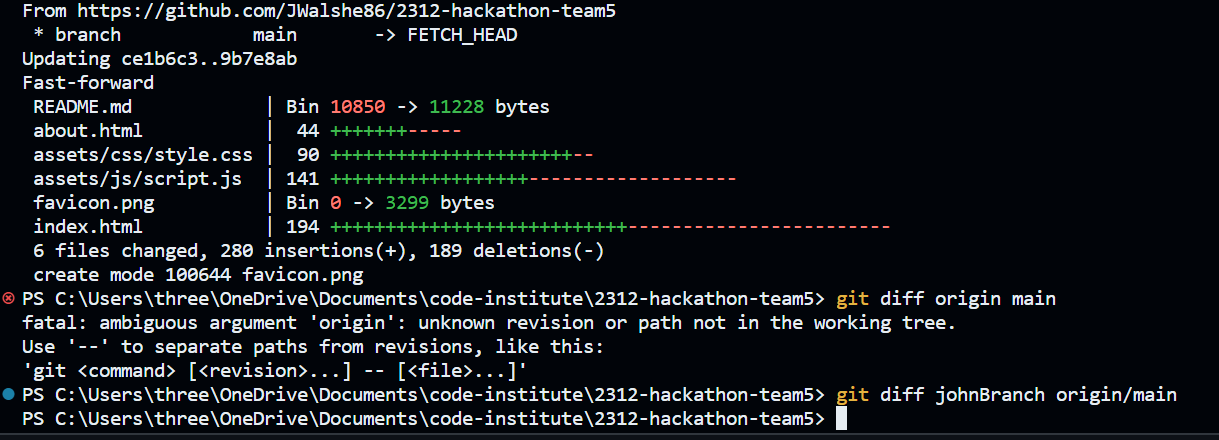 From https://github.com/JWalshe86/2312-hackathon-team5
 * branch            main       -> FETCH_HEAD
Updating ce1b6c3..9b7e8ab
Fast-forward
 README.md            | Bin 10850 -> 11228 bytes
 about.html           |  44 +++++++-----
 assets/css/style.css |  90 ++++++++++++++++++++++--
 assets/js/script.js  | 141 ++++++++++++++++++-------------------
 favicon.png          | Bin 0 -> 3299 bytes
 index.html           | 194 +++++++++++++++++++++++++++------------------------
 6 files changed, 280 insertions(+), 189 deletions(-)
 create mode 100644 favicon.png
PS C:\Users\three\OneDrive\Documents\code-institute\2312-hackathon-team5> git diff origin main
fatal: ambiguous argument 'origin': unknown revision or path not in the working tree.
Use '--' to separate paths from revisions, like this:
'git <command> [<revision>...] -- [<file>...]'
PS C:\Users\three\OneDrive\Documents\code-institute\2312-hackathon-team5> git diff johnBranch origin/main
PS C:\Users\three\OneDrive\Documents\code-institute\2312-hackathon-team5>